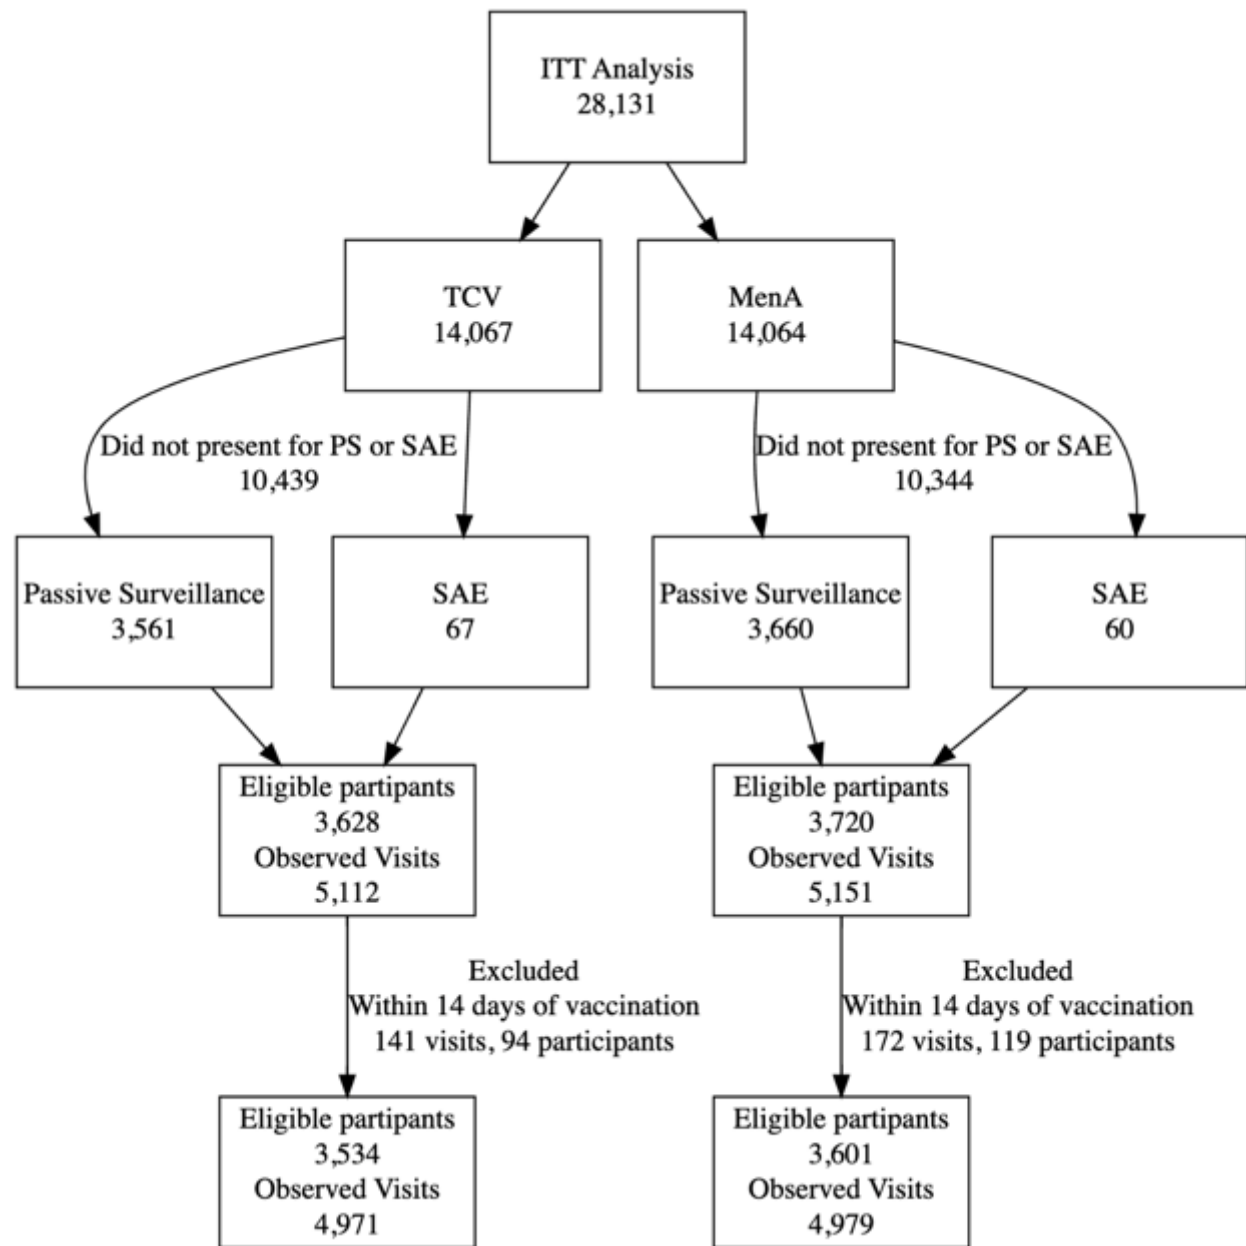 ITT Analysis
28,131
TCV
14,067
MenA
14,064
Did not present for PS or SAE
10,439
Did not present for PS or SAE
10,344
Passive Surveillance
3,561
SAE
67
Passive Surveillance
3,660
SAE
60
Eligible partipants
3,628
Observed Visits
5,112
Eligible partipants
3,720
Observed Visits
5,151
Excluded
Within 14 days of vaccination
141 visits, 94 participants
Excluded
Within 14 days of vaccination
172 visits, 119 participants
Eligible partipants
3,534
Observed Visits
4,971
Eligible partipants
3,601
Observed Visits
4,979